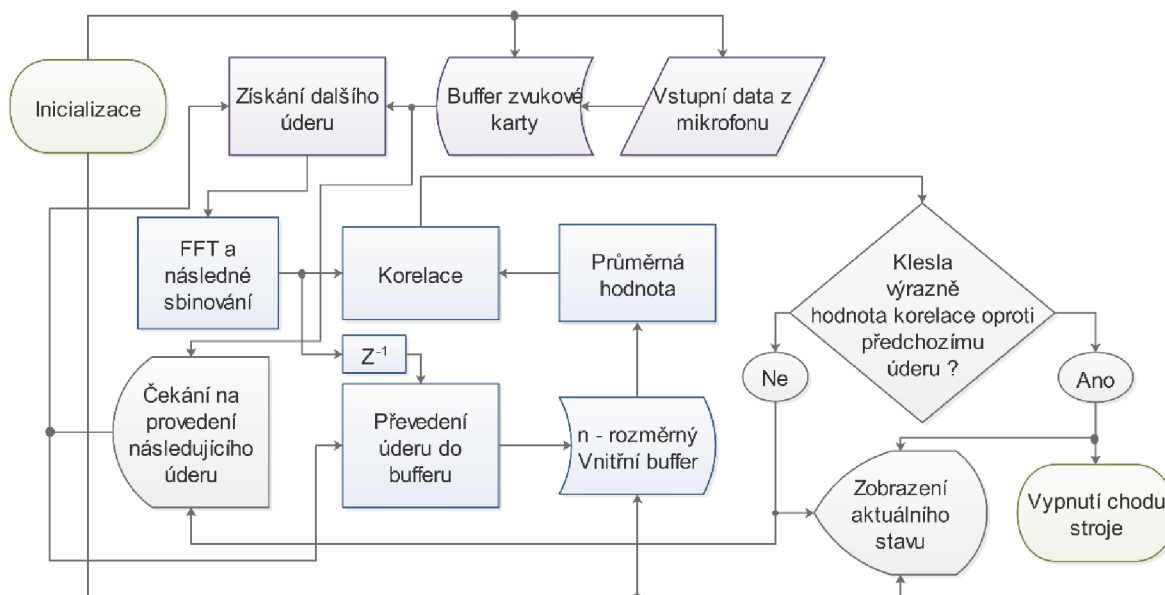 Inicializace
Získání dalšího
úderu
Buffer zvukové
karty
Vstupní data z
mikrofonu
FFT a
následné
sbinování
Korelace
Průměrná
hodnota
Klesla
výrazně
hodnota korelace oproti
předchozímu
úderu ?
Z⁻¹
Ne
Ano
Čekání na
provedení
následujícího
úderu
Převedení
úderu do
bufferu
n - rozměrný
Vnitřní buffer
Zobrazení
aktuálního
stavu
Vypnutí chodu
stroje